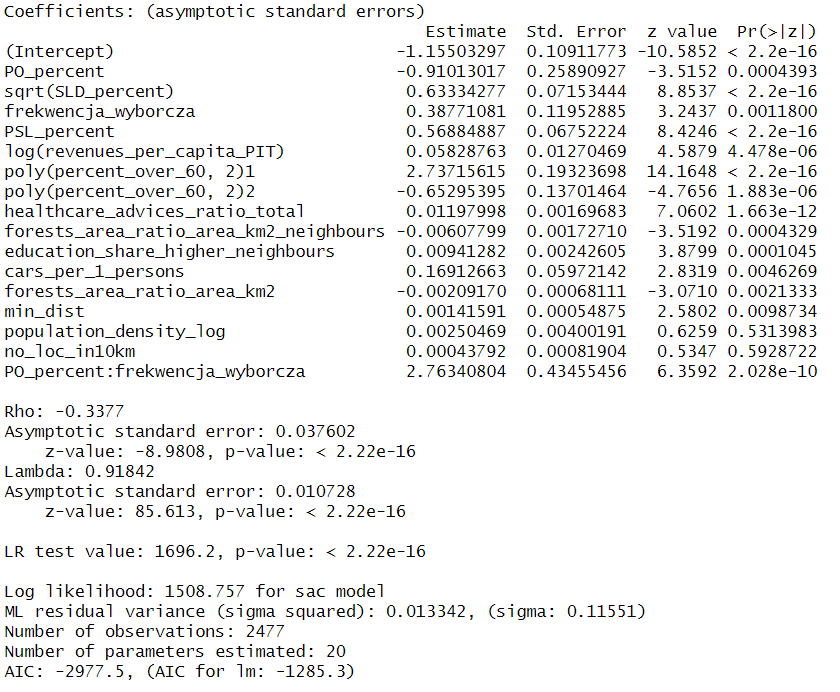 Coefficients: (asymptotic standard errors)
Estimate Std. Error z value Pr(>|z|)
(Intercept) -1.15503297 0.10911773 -10.5852 < 2.2e-16
PO_percent -0.91013017 0.25890927 -3.5152 0.0004393
sqrt(SLD_percent) 0.63334277 0.07153444 8.8537 < 2.2e-16
frekwencja_wyborcza 0.38771081 0.11952885 3.2437 0.0011800
PSL_percent 0.56884887 0.06752224 8.4246 < 2.2e-16
log(revenues_per_capita_PIT) 0.05828763 0.01270469 4.5879 4.478e-06
poly(percent_over_60, 2)1 2.73715615 0.19323698 14.1648 < 2.2e-16
poly(percent_over_60, 2)2 -0.65295395 0.13701464 -4.7656 1.883e-06
healthcare_advices_ratio_total 0.01197998 0.00169683 7.0602 1.663e-12
forests_area_ratio_area_km2_neighbours -0.00607799 0.00172710 -3.5192 0.0004329
education_share_higher_neighbours 0.00941282 0.00242605 3.8799 0.0001045
cars_per_1_persons 0.16912663 0.05972142 2.8319 0.0046269
forests_area_ratio_area_km2 -0.00209170 0.00068111 -3.0710 0.0021333
min_dist 0.00141591 0.00054875 2.5802 0.0098734
population_density_log 0.00250469 0.00400191 0.6259 0.5313983
no_loc_in10km 0.00043792 0.00081904 0.5347 0.5928722
PO_percent:frekwencja_wyborcza 2.76340804 0.43455456 6.3592 2.028e-10
Rho: -0.3377
Asymptotic standard error: 0.037602
z-value: -8.9808, p-value: < 2.22e-16
Lambda: 0.91842
Asymptotic standard error: 0.010728
z-value: 85.613, p-value: < 2.22e-16
LR test value: 1696.2, p-value: < 2.22e-16
Log likelihood: 1508.757 for sac model
ML residual variance (sigma squared): 0.013342, (sigma: 0.11551)
Number of observations: 2477
Number of parameters estimated: 20
AIC: -2977.5, (AIC for lm: -1285.3)